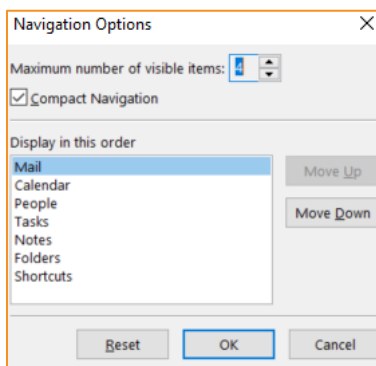 Navigation Options
Maximum number of visible items: 4
Compact Navigation
Display in this order
Mail
Calendar
People
Tasks
Notes
Folders
Shortcuts
Move Up
Move Down
Reset OK Cancel